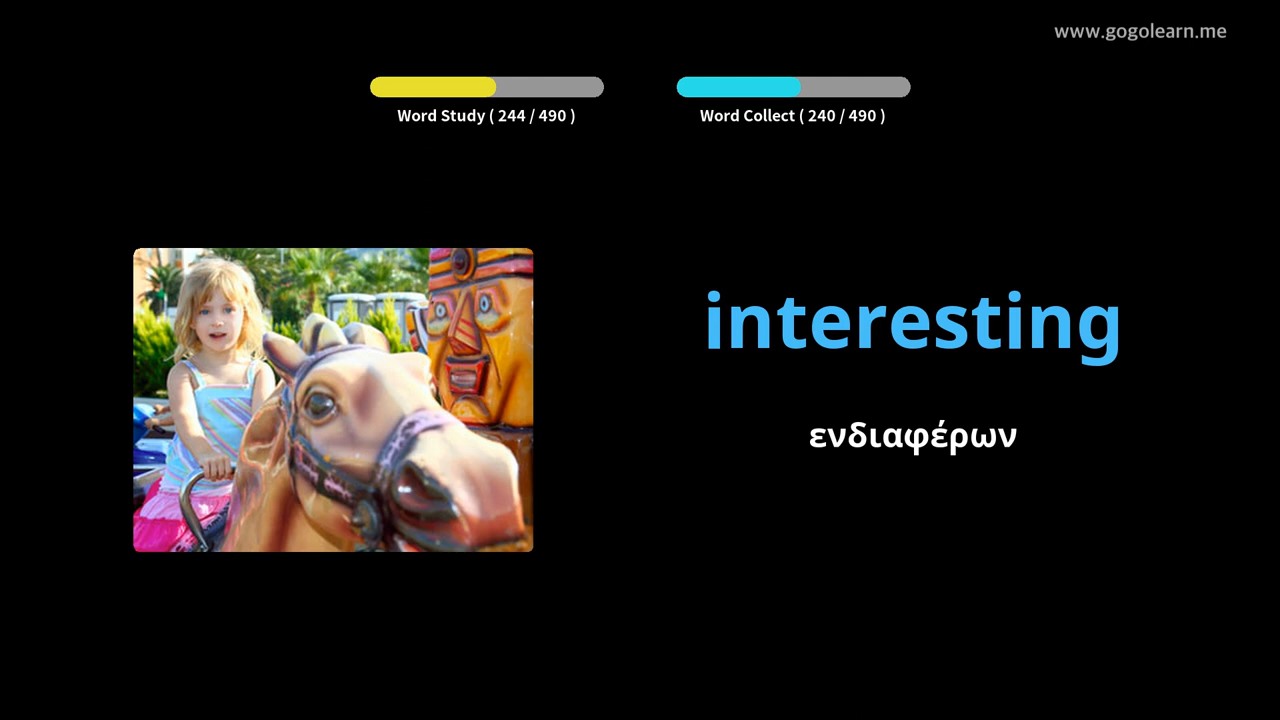 www.gogolearn.me
Word Study ( 244 / 490 )
Word Collect ( 240 / 490 )
interesting
ενδιαφέρων